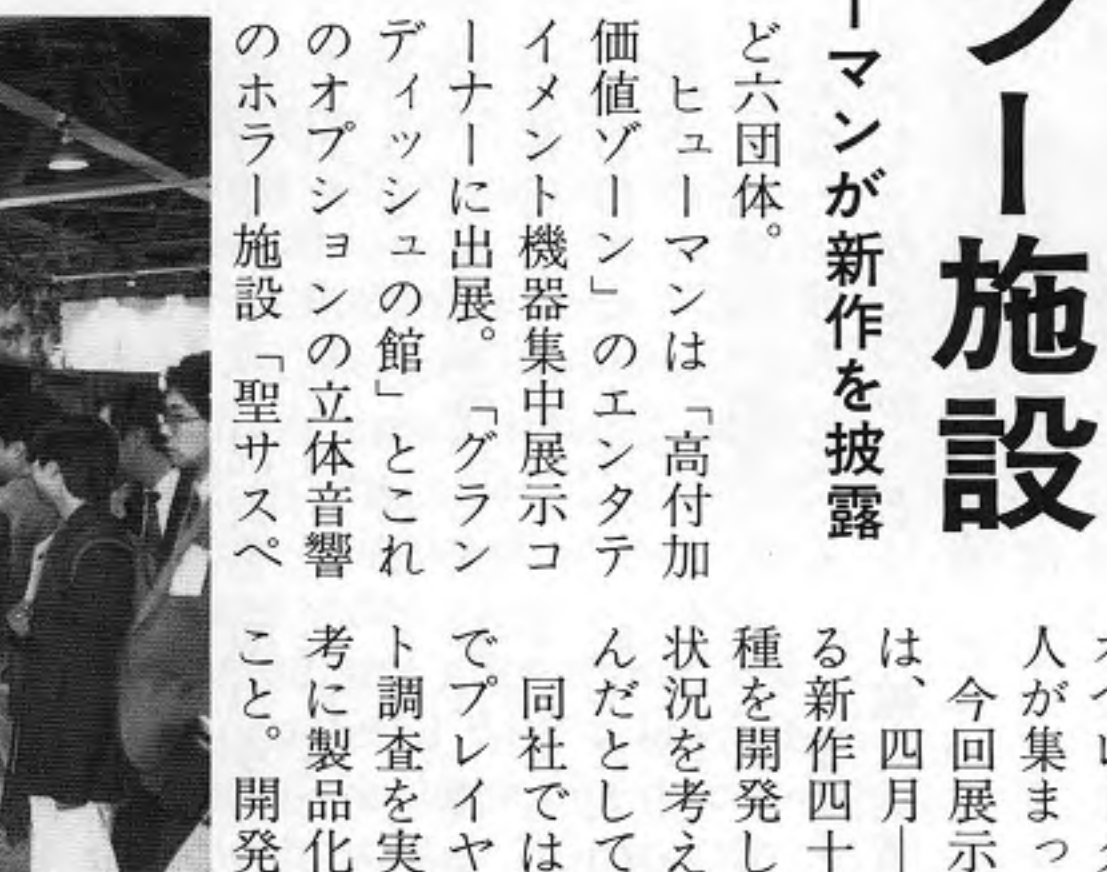 ー施設
ーマンが新作を披露
ど六団体。
ヒューマンは「高付加
価値ゾーン」のエンタテ
イメント機器集中展示コ
ーナーに出展。「グラン
ディッシュの館」とこれ
のオプションの立体音響
のホラー施設「聖サスペ
人が集まっ
今回展示
は、四月―
る新作四十
種を開発し
状況を考え
んだとして
同社では
でプレイヤ
ト調査を実
考に製品化
こと。開発